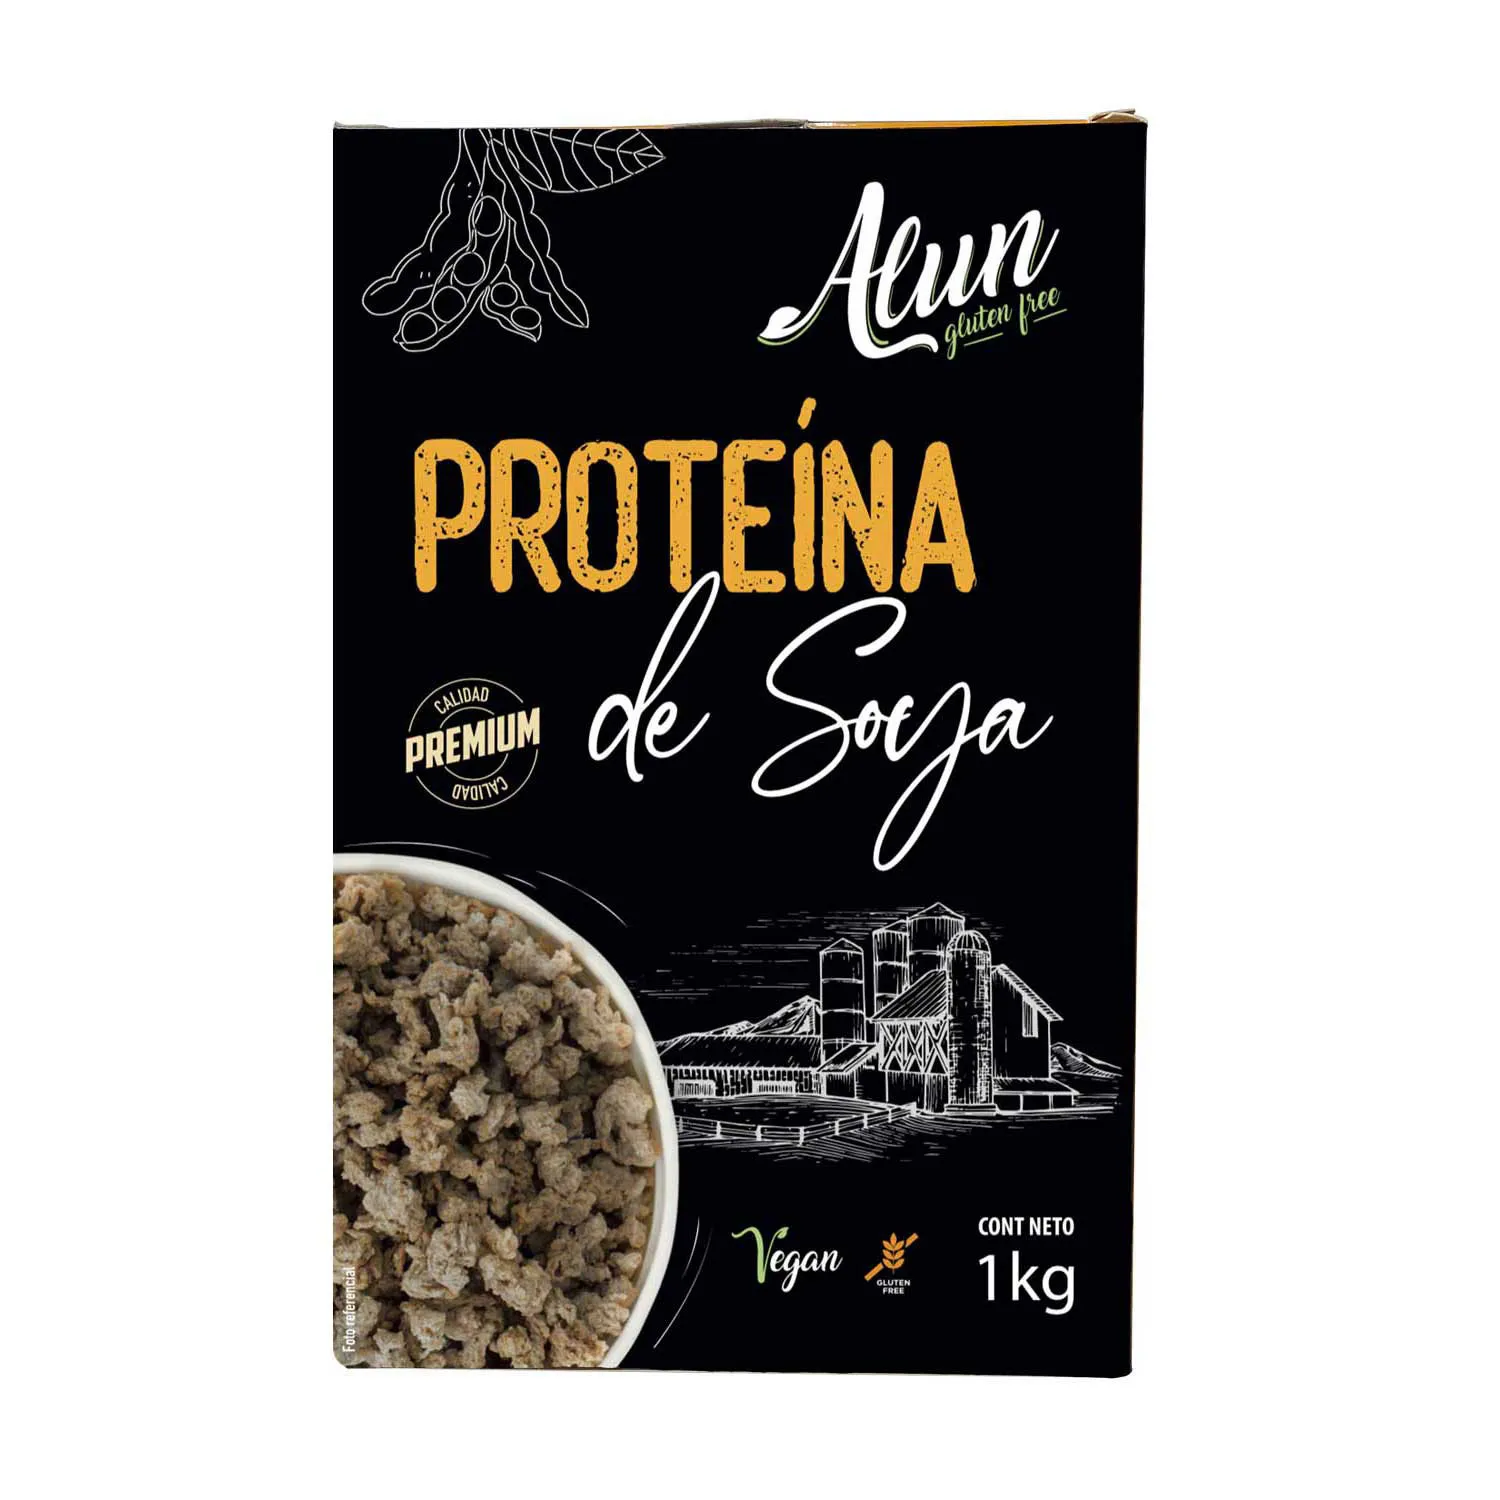 Alun
gluten free
PROTEÍNA
de Soya
CALIDAD
PREMIUM
CALIDAD
Vegan
GLUTEN
FREE
CONT NETO
1kg
Foto referencial